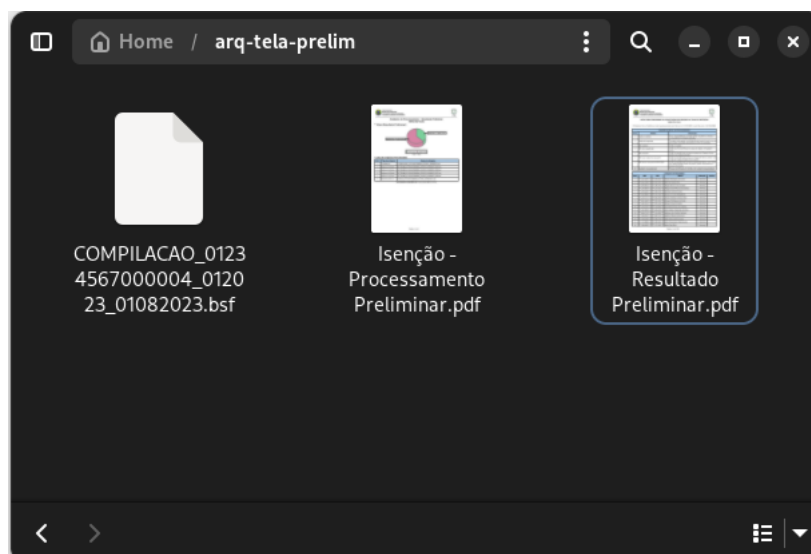 Home / arq-tela-prelim
COMPILACAO_0123
4567000004_0120
23_01082023.bsf
Isenção -
Processamento
Preliminar.pdf
Isenção -
Resultado
Preliminar.pdf